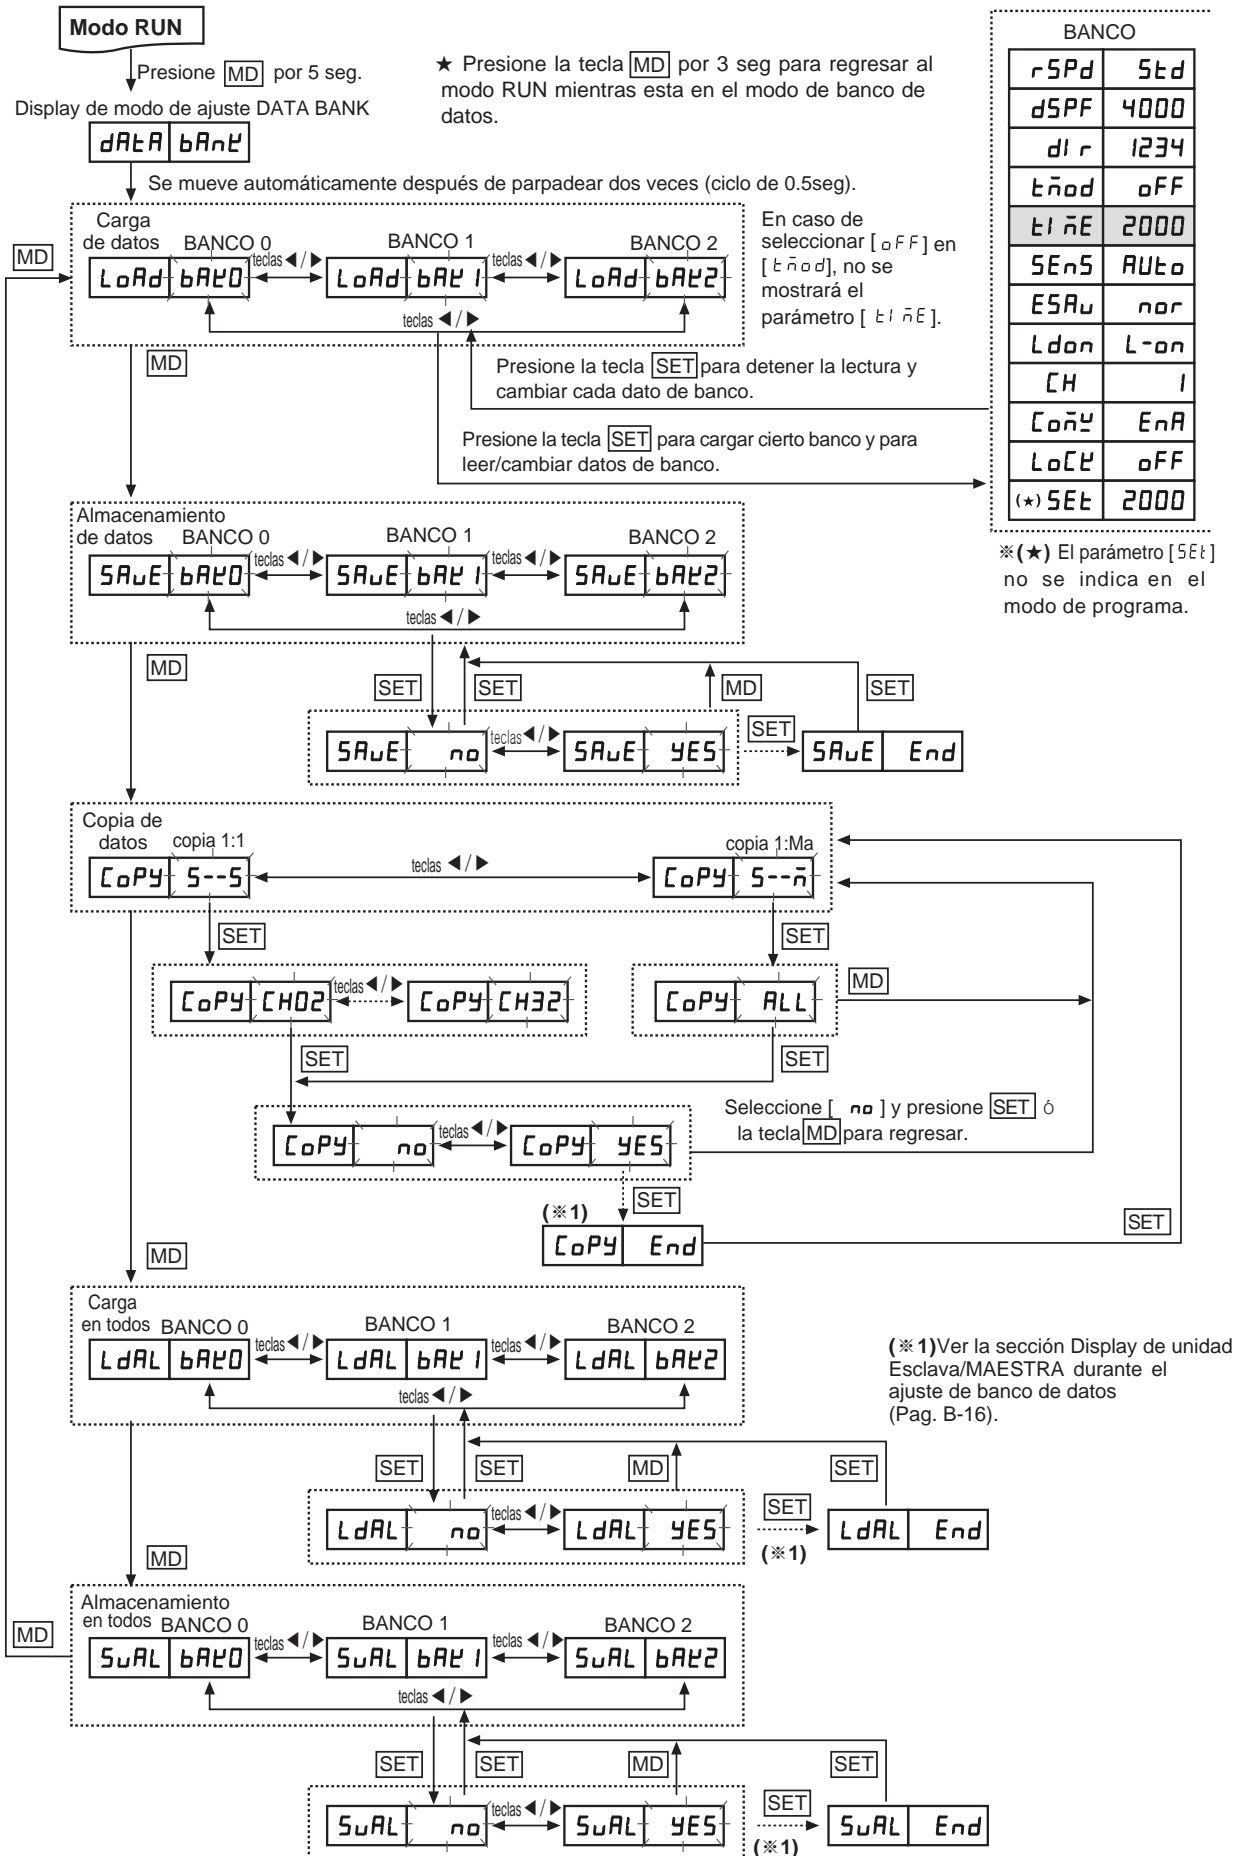 Modo RUN
Presione MD por 5 seg.
Display de modo de ajuste DATA BANK
dAtA bAnK
★ Presione la tecla MD por 3 seg para regresar al
modo RUN mientras esta en el modo de banco de
datos.
Se mueve automáticamente después de parpadear dos veces (ciclo de 0.5seg).
MD
Carga
de datos
BANCO 0 BANCO 1 BANCO 2
LoAd bAK0 teclas ◀/▶ LoAd bAK1 teclas ◀/▶ LoAd bAK2
teclas ◀/▶
En caso de
seleccionar [ oFF] en
[tmod], no se
mostrará el
parámetro [ tImE ].
MD
Presione la tecla SET para detener la lectura y
cambiar cada dato de banco.
Presione la tecla SET para cargar cierto banco y para
leer/cambiar datos de banco.
BANCO
rSPd Std
dSPF 4000
dIr 1234
tmod oFF
tImE 2000
SEnS AUto
ESAv nor
Ldon L-on
CH 1
ComW EnA
LoCK oFF
(★) SEt 2000
※(★) El parámetro [SEt]
no se indica en el
modo de programa.
Almacenamiento
de datos
BANCO 0 BANCO 1 BANCO 2
SAvE bAK0 teclas ◀/▶ SAvE bAK1 teclas ◀/▶ SAvE bAK2
teclas ◀/▶
MD
SET SET MD SET
SAvE no teclas ◀/▶ SAvE YES SET SAvE End
Copia de
datos
copia 1:1 copia 1:Ma
CoPY S--S teclas ◀/▶ CoPY S--m
SET SET
CoPY CH02 teclas ◀/▶ CoPY CH32 CoPY ALL MD
SET SET
CoPY no teclas ◀/▶ CoPY YES
Seleccione [ no ] y presione SET Ó
la tecla MD para regresar.
(※1) SET
CoPY End
SET
MD
Carga
en todos
BANCO 0 BANCO 1 BANCO 2
LdAL bAK0 teclas ◀/▶ LdAL bAK1 teclas ◀/▶ LdAL bAK2
teclas ◀/▶
(※1)Ver la sección Display de unidad
Esclava/MAESTRA durante el
ajuste de banco de datos
(Pag. B-16).
SET SET MD SET
LdAL no teclas ◀/▶ LdAL YES SET LdAL End
(※1)
MD
Almacenamiento
en todos
BANCO 0 BANCO 1 BANCO 2
MD
SvAL bAK0 teclas ◀/▶ SvAL bAK1 teclas ◀/▶ SvAL bAK2
teclas ◀/▶
SET SET MD SET
SvAL no teclas ◀/▶ SvAL YES SET SvAL End
(※1)